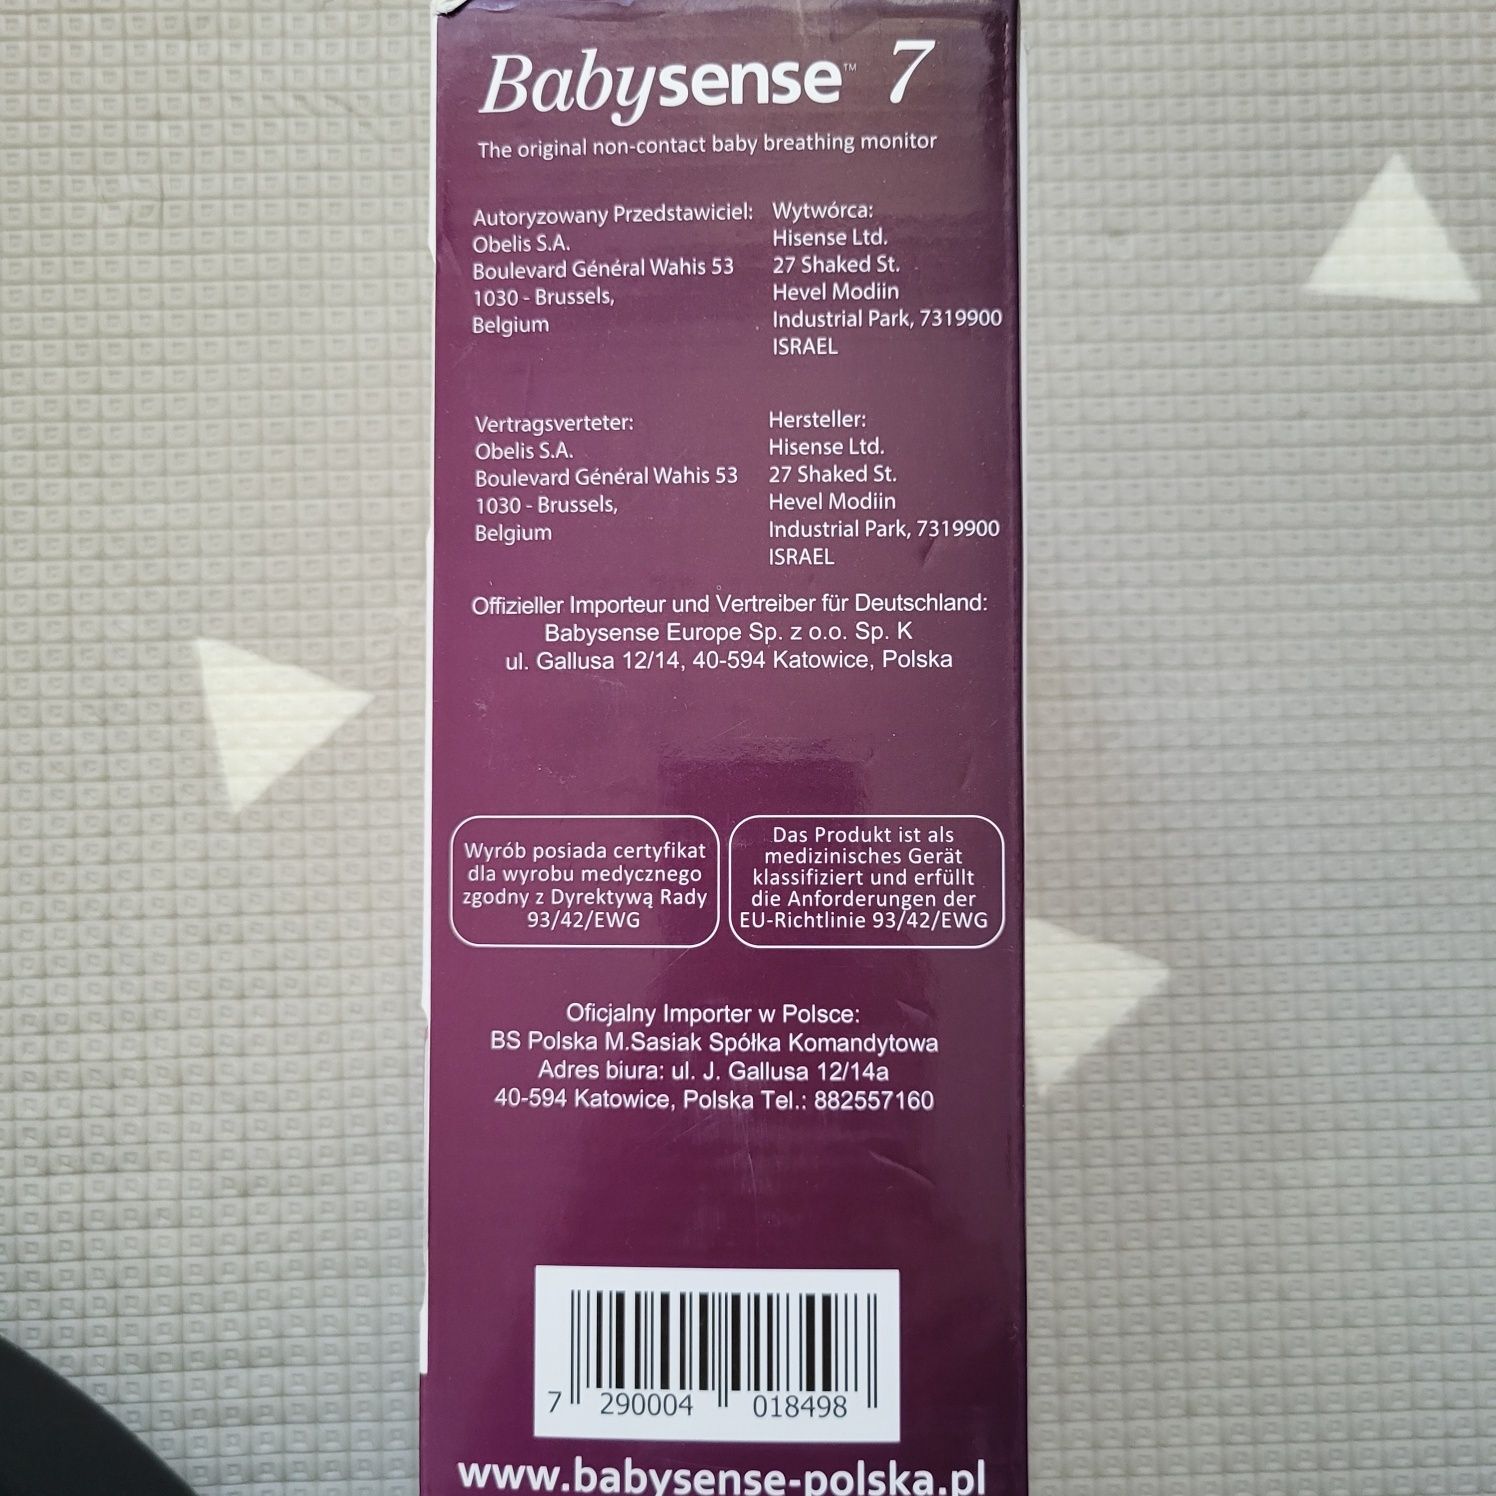 Babysense™ 7
The original non-contact baby breathing monitor
Autoryzowany Przedstawiciel:
Obelis S.A.
Boulevard Général Wahis 53
1030 - Brussels,
Belgium
Wytwórca:
Hisense Ltd.
27 Shaked St.
Hevel Modiin
Industrial Park, 7319900
ISRAEL
Vertragsverteter:
Obelis S.A.
Boulevard Général Wahis 53
1030 - Brussels,
Belgium
Hersteller:
Hisense Ltd.
27 Shaked St.
Hevel Modiin
Industrial Park, 7319900
ISRAEL
Offizieller Importeur und Vertreiber für Deutschland:
Babysense Europe Sp. z o.o. Sp. K
ul. Gallusa 12/14, 40-594 Katowice, Polska
Wyrób posiada certyfikat
dla wyrobu medycznego
zgodny z Dyrektywą Rady
93/42/EWG
Das Produkt ist als
medizinisches Gerät
klassifiziert und erfüllt
die Anforderungen der
EU-Richtlinie 93/42/EWG
Oficjalny Importer w Polsce:
BS Polska M.Sasiak Spółka Komandytowa
Adres biura: ul. J. Gallusa 12/14a
40-594 Katowice, Polska Tel.: 882557160
7 290004 018498
www.babysense-polska.pl